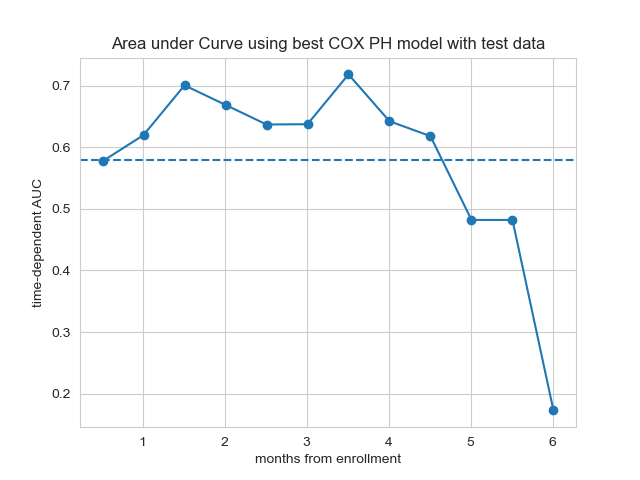 Area under Curve using best COX PH model with test data
time-dependent AUC
0.7
0.6
0.5
0.4
0.3
0.2
1 2 3 4 5 6
months from enrollment